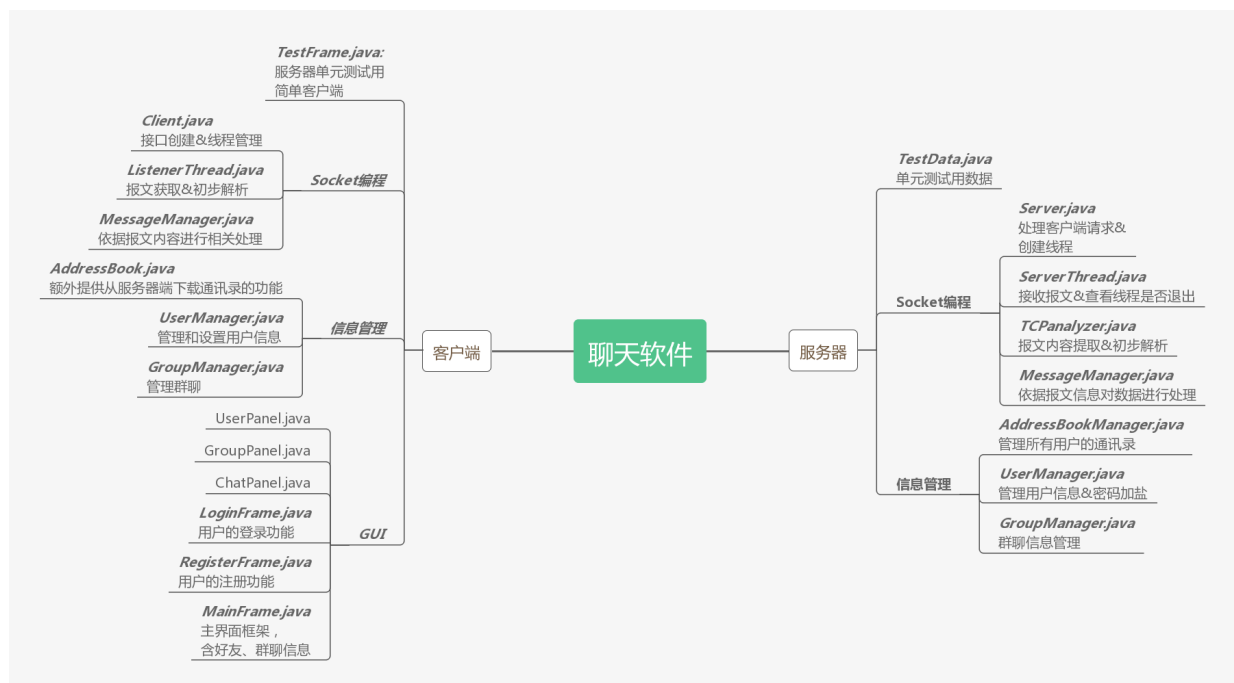 TestFrame.java:
服务器单元测试用
简单客户端
Client.java
接口创建&线程管理
ListenerThread.java
报文获取&初步解析
Socket编程
MessageManager.java
依据报文内容进行相关处理
AddressBook.java
额外提供从服务器端下载通讯录的功能
UserManager.java
管理和设置用户信息
信息管理
GroupManager.java
管理群聊
客户端
UserPanel.java
GroupPanel.java
ChatPanel.java
LoginFrame.java
用户的登录功能
GUI
RegisterFrame.java
用户的注册功能
MainFrame.java
主界面框架，
含好友、群聊信息
聊天软件
服务器
TestData.java
单元测试用数据
Server.java
处理客户端请求&
创建线程
ServerThread.java
接收报文&查看线程是否退出
Socket编程
TCPanalyzer.java
报文内容提取&初步解析
MessageManager.java
依据报文信息对数据进行处理
AddressBookManager.java
管理所有用户的通讯录
信息管理
UserManager.java
管理用户信息&密码加盐
GroupManager.java
群聊信息管理